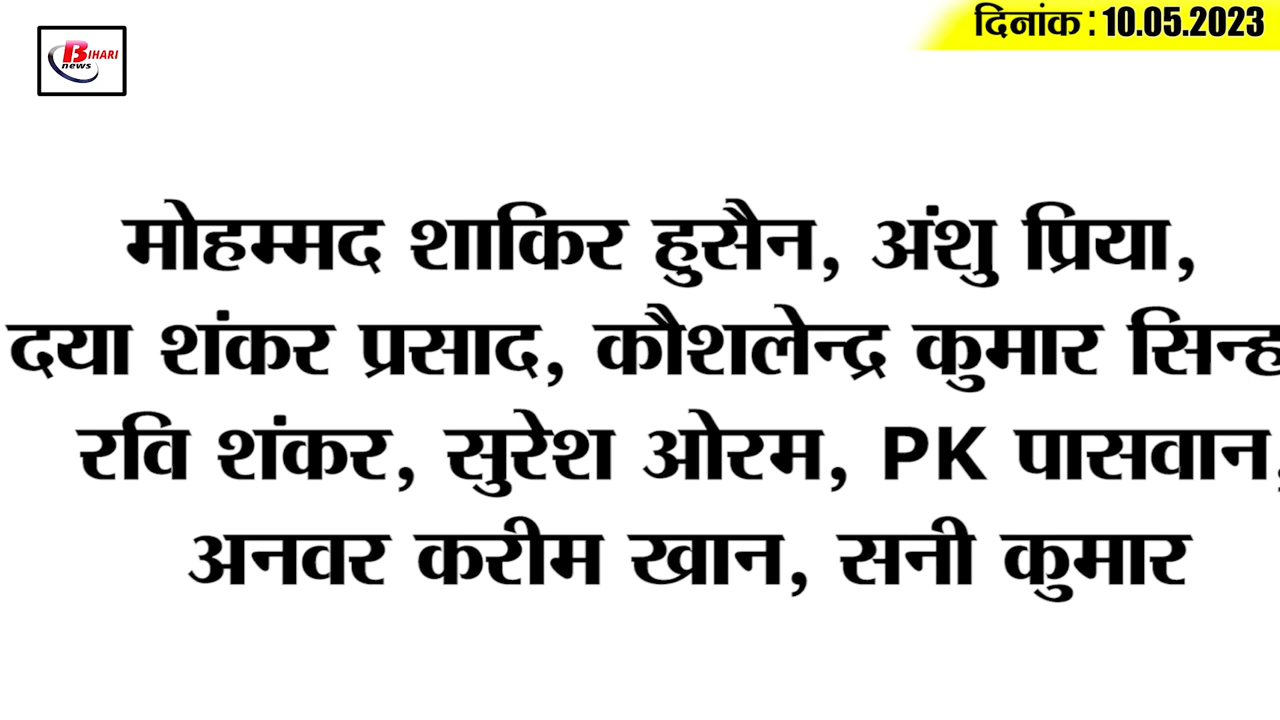 BIHARI
news
दिनांक : 10.05.2023
मोहम्मद शाकिर हुसैन, अंशु प्रिया,
दया शंकर प्रसाद, कौशलेन्द्र कुमार सिन्ह
रवि शंकर, सुरेश ओरम, PK पासवान,
अनवर करीम खान, सनी कुमार